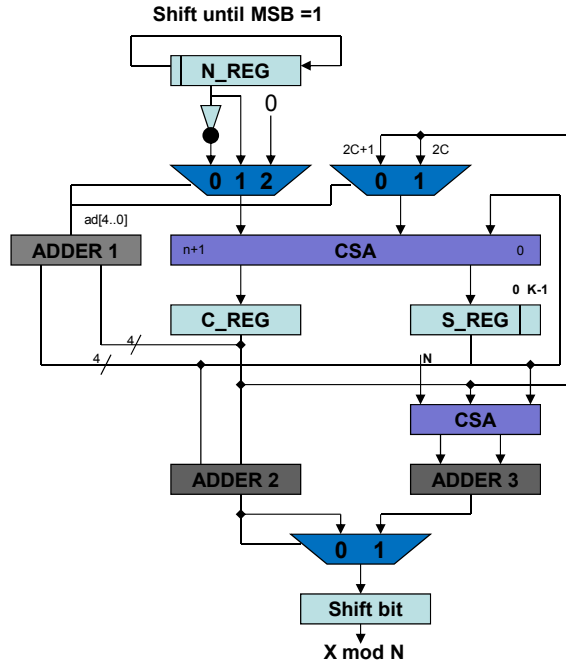 Shift until MSB =1
N_REG
0
2C+1 2C
0 1 2
0 1
ad[4..0]
ADDER 1
n+1 CSA 0
0 K-1
C_REG
S_REG
4
4
N
CSA
ADDER 2
ADDER 3
0 1
Shift bit
X mod N